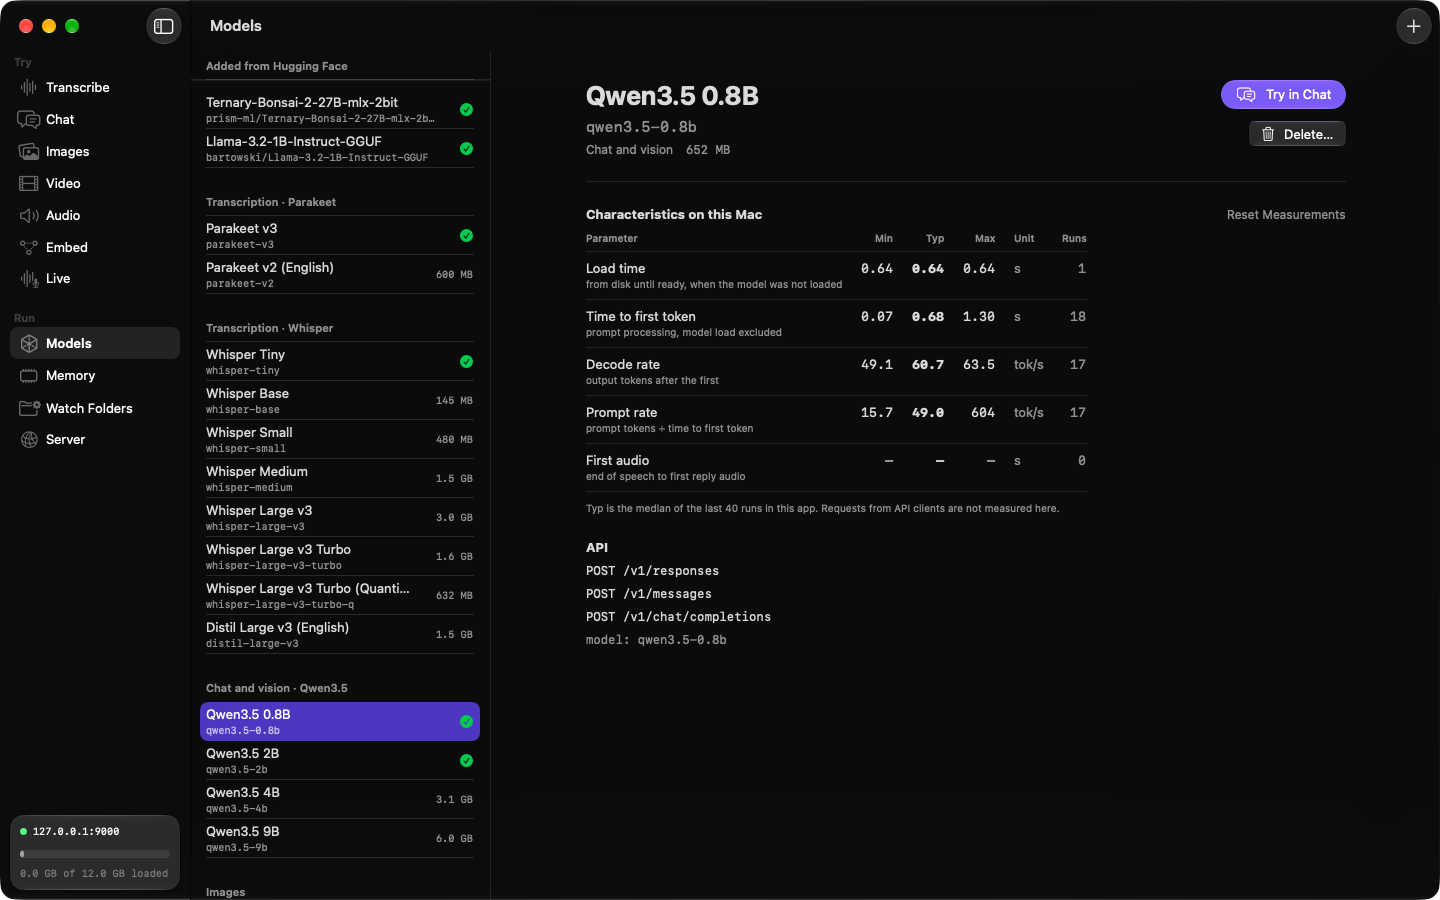 Models
Try
Transcribe
Chat
Images
Video
Audio
Embed
Live
Run
Models
Memory
Watch Folders
Server
127.0.0.1:9000
0.0 GB of 12.0 GB loaded
Added from Hugging Face
Ternary-Bonsai-2-27B-mlx-2bit
prism-ml/Ternary-Bonsai-2-27B-mlx-2b…
Llama-3.2-1B-Instruct-GGUF
bartowski/Llama-3.2-1B-Instruct-GGUF
Transcription · Parakeet
Parakeet v3
parakeet-v3
Parakeet v2 (English)
parakeet-v2
600 MB
Transcription · Whisper
Whisper Tiny
whisper-tiny
Whisper Base
whisper-base
145 MB
Whisper Small
whisper-small
480 MB
Whisper Medium
whisper-medium
1.5 GB
Whisper Large v3
whisper-large-v3
3.0 GB
Whisper Large v3 Turbo
whisper-large-v3-turbo
1.6 GB
Whisper Large v3 Turbo (Quanti…
whisper-large-v3-turbo-q
632 MB
Distil Large v3 (English)
distil-large-v3
1.5 GB
Chat and vision · Qwen3.5
Qwen3.5 0.8B
qwen3.5-0.8b
Qwen3.5 2B
qwen3.5-2b
Qwen3.5 4B
qwen3.5-4b
3.1 GB
Qwen3.5 9B
qwen3.5-9b
6.0 GB
Images
Qwen3.5 0.8B
qwen3.5-0.8b
Chat and vision 652 MB
Try in Chat
Delete…
Characteristics on this Mac
Reset Measurements
Parameter Min Typ Max Unit Runs
Load time 0.64 0.64 0.64 s 1
from disk until ready, when the model was not loaded
Time to first token 0.07 0.68 1.30 s 18
prompt processing, model load excluded
Decode rate 49.1 60.7 63.5 tok/s 17
output tokens after the first
Prompt rate 15.7 49.0 604 tok/s 17
prompt tokens ÷ time to first token
First audio — — — s 0
end of speech to first reply audio
Typ is the median of the last 40 runs in this app. Requests from API clients are not measured here.
API
POST /v1/responses
POST /v1/messages
POST /v1/chat/completions
model: qwen3.5-0.8b